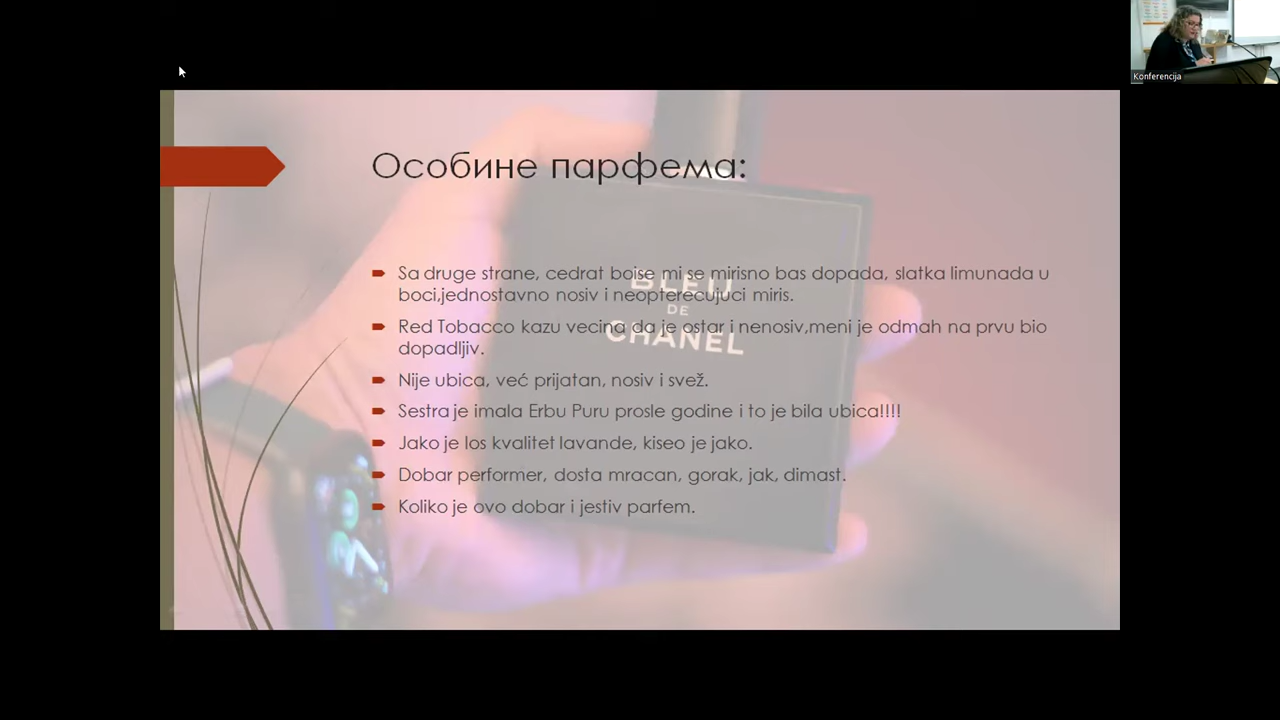 Konferencija
Особине парфема:
Sa druge strane, cedrat boise mi se mirisno bas dopada, slatka limunada u
boci,jednostavno nosiv i neopterecujuci miris.
Red Tobacco kazu vecina da je ostar i nenosiv,meni je odmah na prvu bio
dopadljiv.
Nije ubica, već prijatan, nosiv i svež.
Sestra je imala Erbu Puru prosle godine i to je bila ubica!!!!
Jako je los kvalitet lavande, kiseo je jako.
Dobar performer, dosta mracan, gorak, jak, dimast.
Koliko je ovo dobar i jestiv parfem.
BLEU
DE
CHANEL